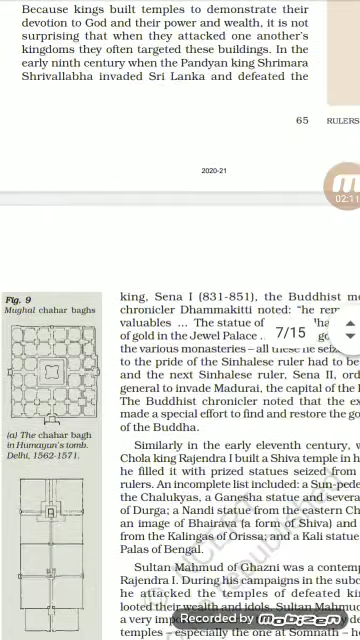 Because kings built temples to demonstrate their
devotion to God and their power and wealth, it is not
surprising that when they attacked one another's
kingdoms they often targeted these buildings. In the
early ninth century when the Pandyan king Shrimara
Shrivallabha invaded Sri Lanka and defeated the
65 RULERS
2020-21
02:11
Fig. 9
Mughal chahar baghs
(a) The chahar bagh
in Humayun's tomb.
Delhi, 1562-1571.
king, Sena I (831-851), the Buddhist m
chronicler Dhammakitti noted: "he rem
valuables ... The statue of
of gold in the Jewel Palace
the various monasteries – all these he seiz
to the pride of the Sinhalese ruler had to be
and the next Sinhalese ruler, Sena II, ord
general to invade Madurai, the capital of the
The Buddhist chronicler noted that the ex
made a special effort to find and restore the go
of the Buddha.
7/15
Similarly in the early eleventh century, w
Chola king Rajendra I built a Shiva temple in h
he filled it with prized statues seized from
rulers. An incomplete list included: a Sun-pede
the Chalukyas, a Ganesha statue and severa
of Durga; a Nandi statue from the eastern Ch
an image of Bhairava (a form of Shiva) and
from the Kalingas of Orissa; and a Kali statue
Palas of Bengal.
Sultan Mahmud of Ghazni was a contemp
Rajendra I. During his campaigns in the subc
he attacked the temples of defeated ki
looted their wealth and idols. Sultan Mahmu
a very impo
temples – especially the one at Somnath – he
Recorded by mobizen